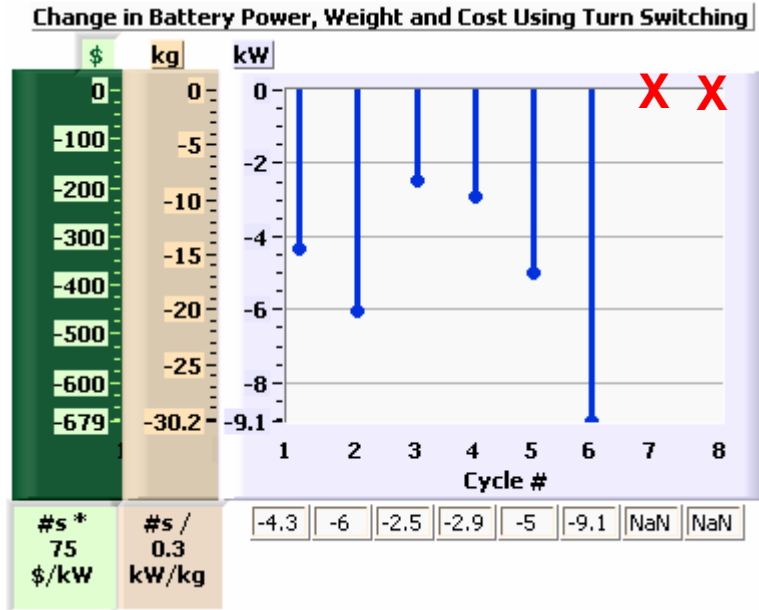 Change in Battery Power, Weight and Cost Using Turn Switching
$ kg kW
0 0 0 X X
-100 -5
-2
-200 -10
-300 -15 -4
-400 -20 -6
-500 -25
-600 -8
-679 -30.2 -9.1
1 2 3 4 5 6 7 8
Cycle #
#s * #s / -4.3 -6 -2.5 -2.9 -5 -9.1 NaN NaN
75 0.3
$/kW kW/kg